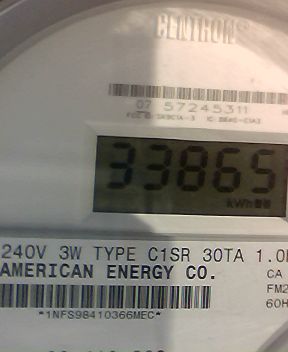 CENTRON®
07 57245311
33865
kWh
240V 3W TYPE C1SR 30TA 1.0
AMERICAN ENERGY CO.
CA
FM2
60H
*1NFS98410366MEC*